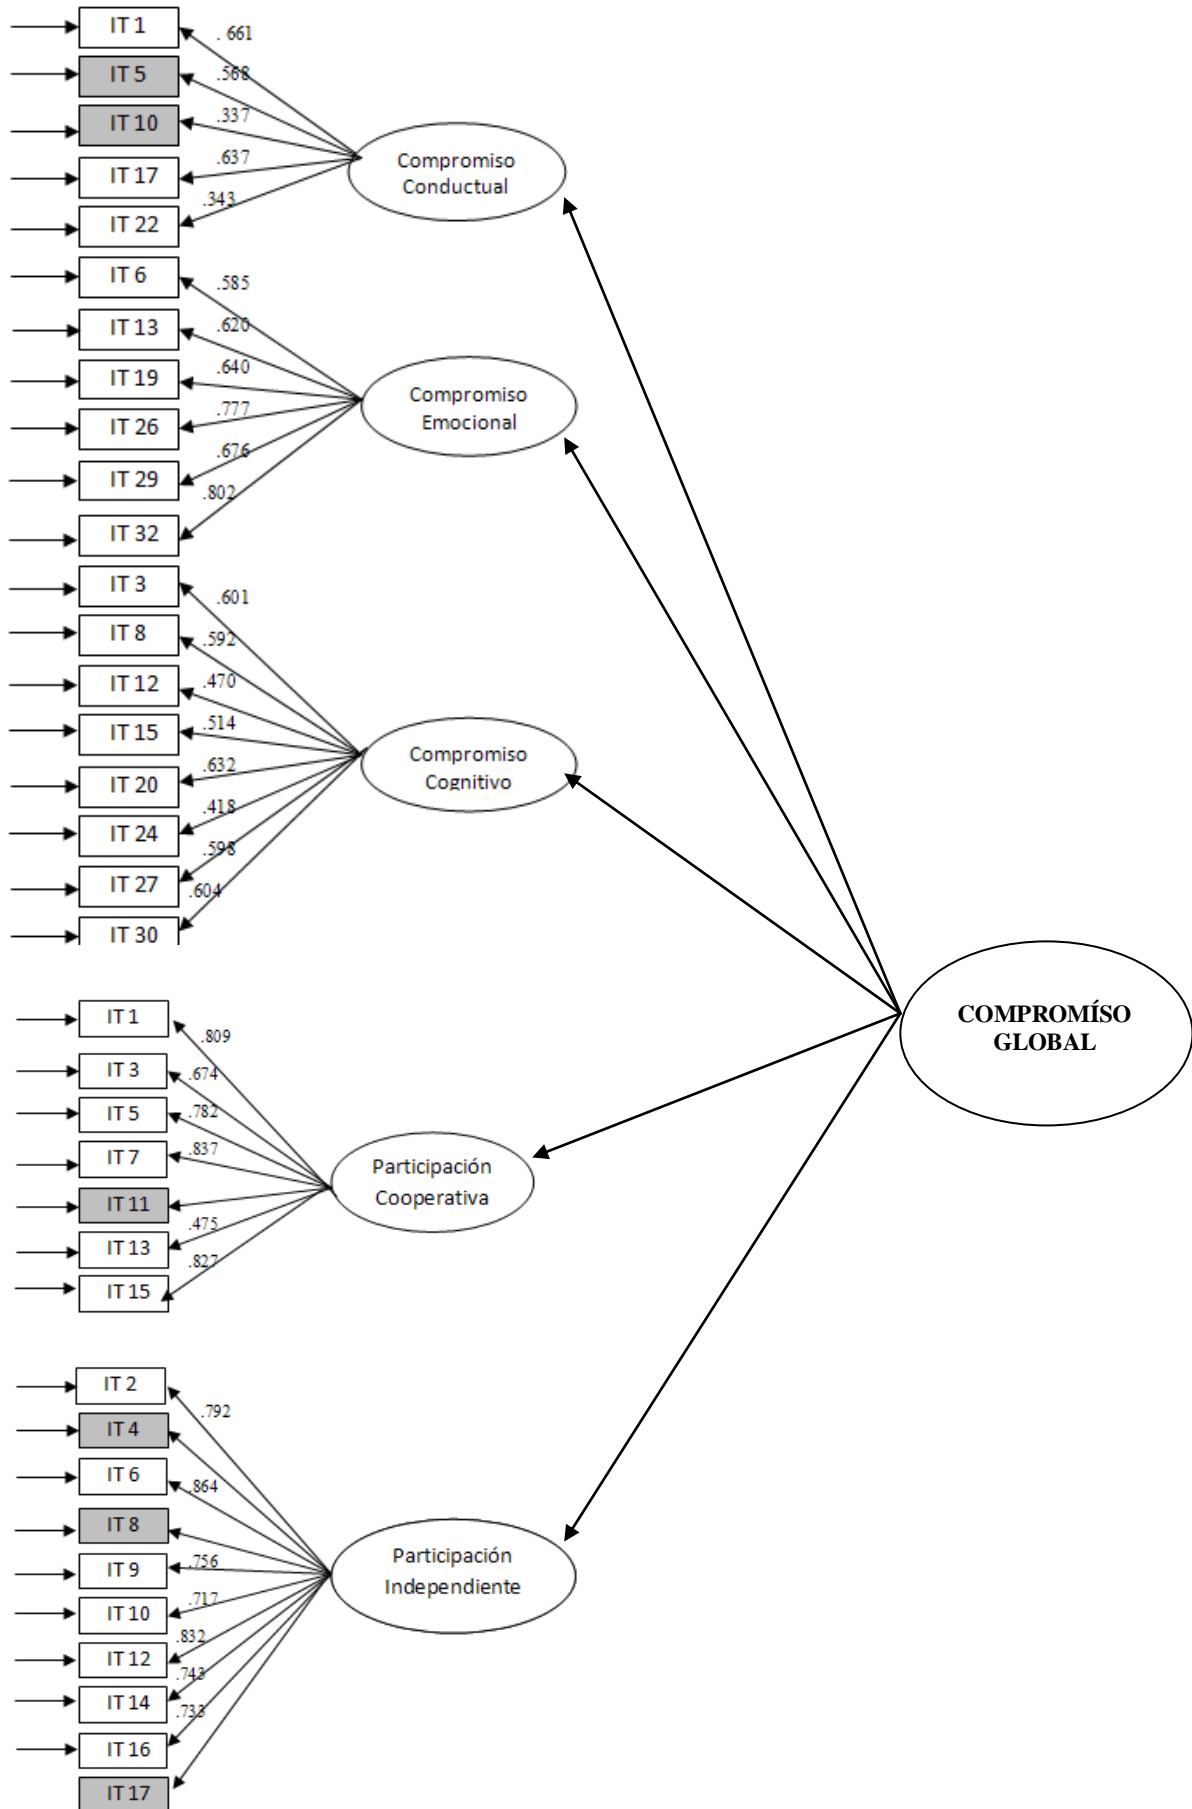 IT 1
. 661
IT 5
.568
IT 10
.337
IT 17
.637
IT 22
.343
Compromiso
Conductual
IT 6
.585
IT 13
.620
IT 19
.640
IT 26
.777
IT 29
.676
IT 32
.802
Compromiso
Emocional
IT 3
.601
IT 8
.592
IT 12
.470
IT 15
.514
IT 20
.632
IT 24
.418
IT 27
.598
IT 30
.604
Compromiso
Cognitivo
COMPROMÍSO
GLOBAL
IT 1
.809
IT 3
.674
IT 5
.782
IT 7
.837
IT 11
IT 13
.475
IT 15
.827
Participación
Cooperativa
IT 2
.792
IT 4
IT 6
.864
IT 8
IT 9
.756
IT 10
.717
IT 12
.832
IT 14
.743
IT 16
.733
IT 17
Participación
Independiente